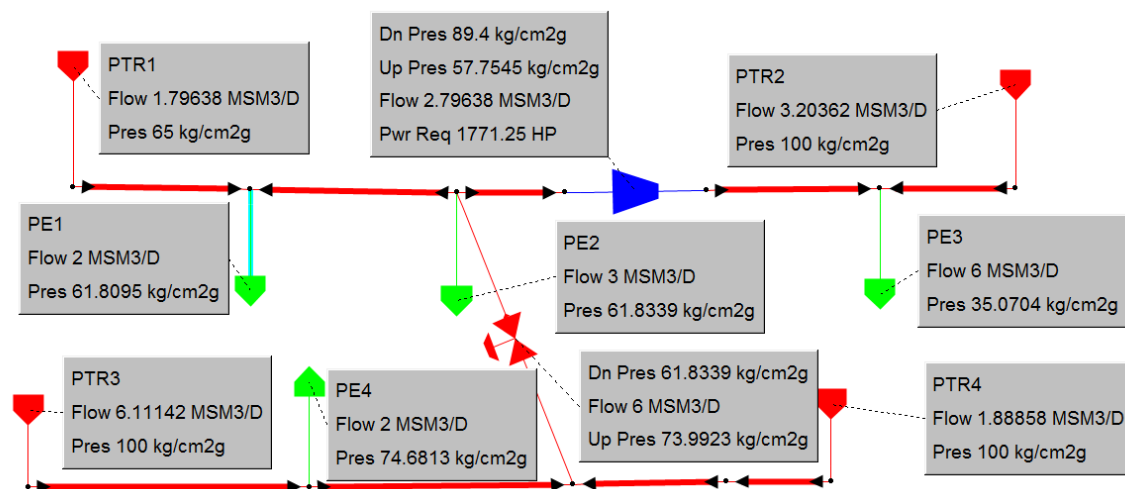 PTR1
Flow 1.79638 MSM3/D
Pres 65 kg/cm2g
Dn Pres 89.4 kg/cm2g
Up Pres 57.7545 kg/cm2g
Flow 2.79638 MSM3/D
Pwr Req 1771.25 HP
PTR2
Flow 3.20362 MSM3/D
Pres 100 kg/cm2g
PE1
Flow 2 MSM3/D
Pres 61.8095 kg/cm2g
PE2
Flow 3 MSM3/D
Pres 61.8339 kg/cm2g
PE3
Flow 6 MSM3/D
Pres 35.0704 kg/cm2g
PTR3
Flow 6.11142 MSM3/D
Pres 100 kg/cm2g
PE4
Flow 2 MSM3/D
Pres 74.6813 kg/cm2g
Dn Pres 61.8339 kg/cm2g
Flow 6 MSM3/D
Up Pres 73.9923 kg/cm2g
PTR4
Flow 1.88858 MSM3/D
Pres 100 kg/cm2g